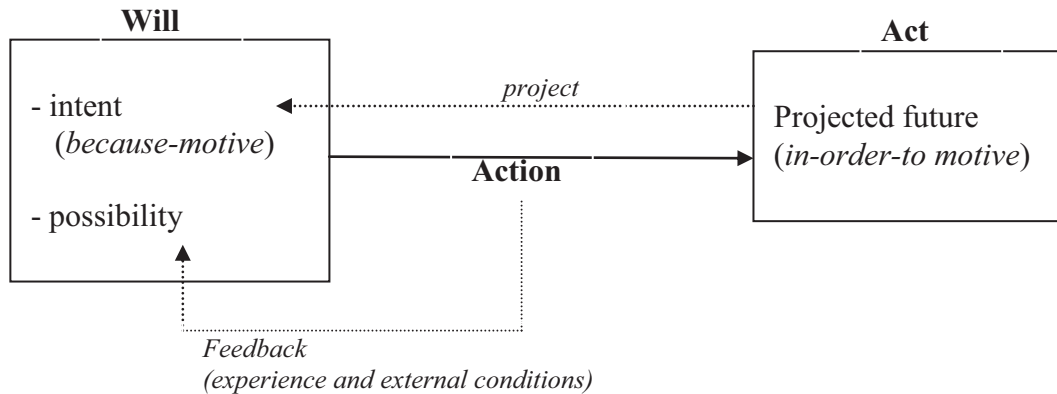 Will
Act
- intent
(because-motive)
- possibility
project
Action
Projected future
(in-order-to motive)
Feedback
(experience and external conditions)